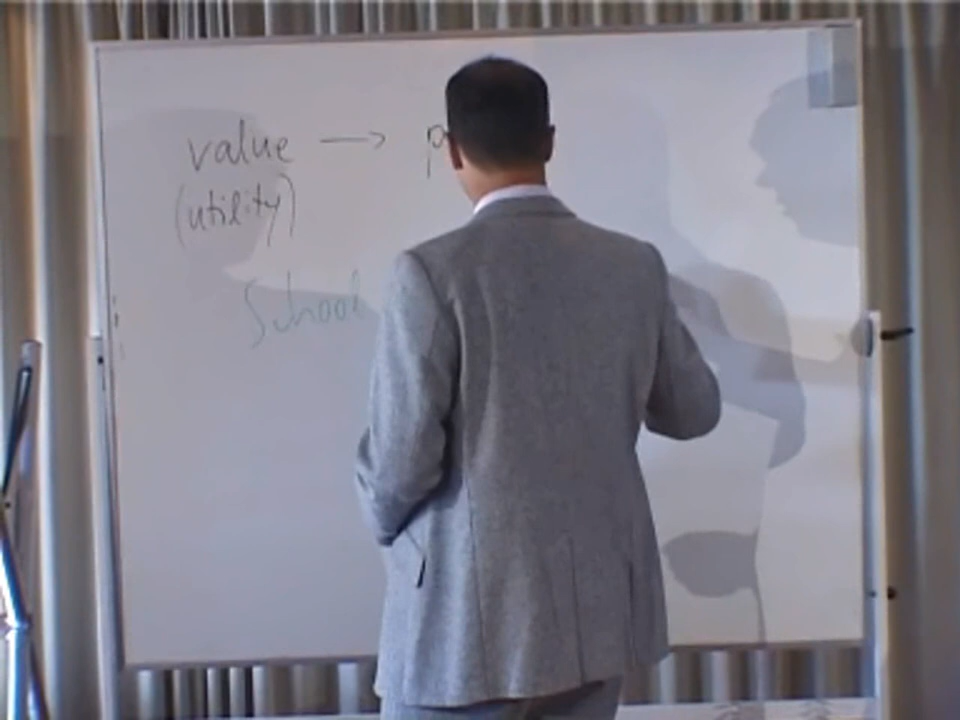 value → p
(utility)
School